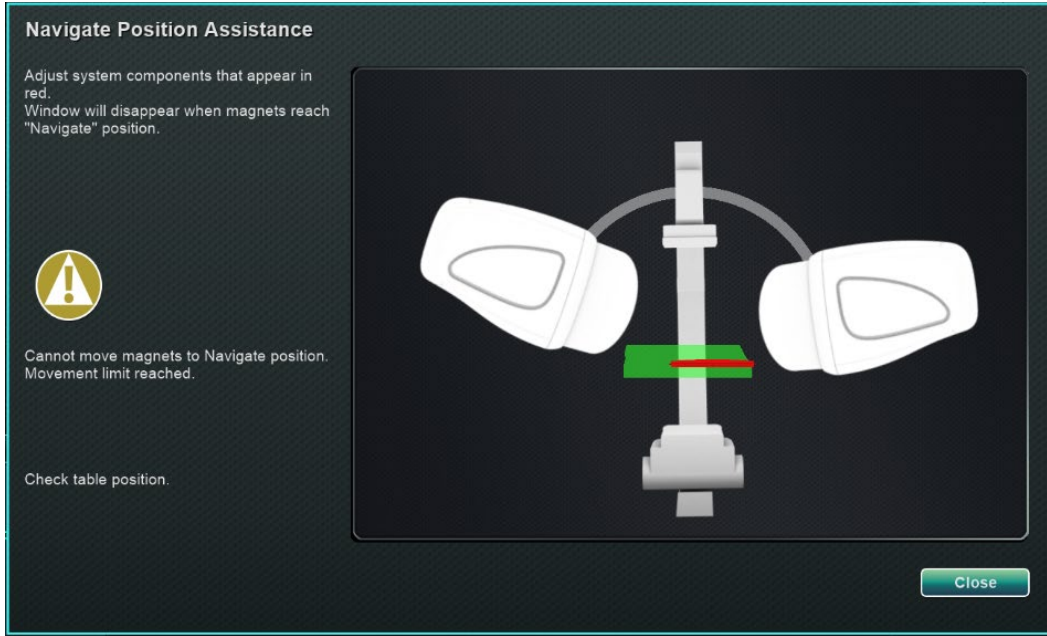 Navigate Position Assistance
Adjust system components that appear in
red.
Window will disappear when magnets reach
"Navigate" position.
Cannot move magnets to Navigate position.
Movement limit reached.
Check table position.
Close